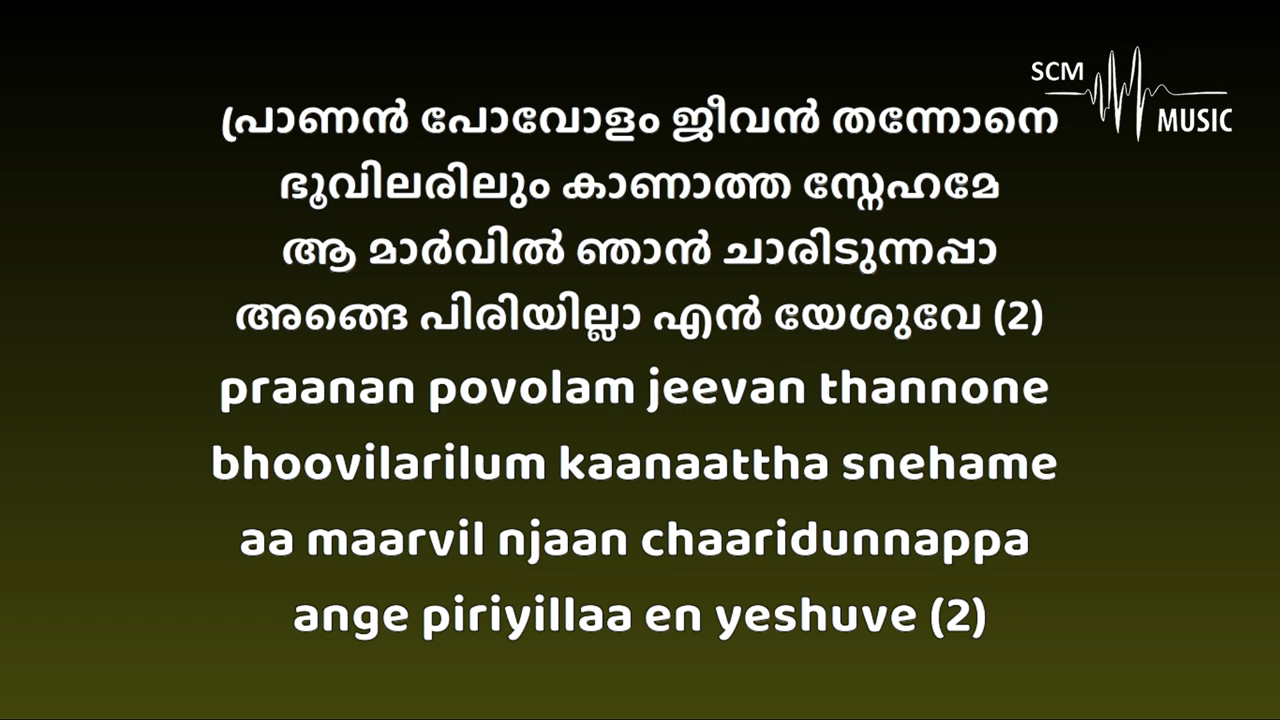 SCM
MUSIC
പ്രാണൻ പോവോളം ജീവൻ തന്നോനെ
ഭൂവിലരിലും കാണാത്ത സ്നേഹമേ
ആ മാർവിൽ ഞാൻ ചാരിടുന്നപ്പാ
അങ്ങെ പിരിയില്ലാ എൻ യേശുവേ (2)
praanan povolam jeevan thannone
bhoovilarilum kaanaattha snehame
aa maarvil njaan chaaridunnappa
ange piriyillaa en yeshuve (2)